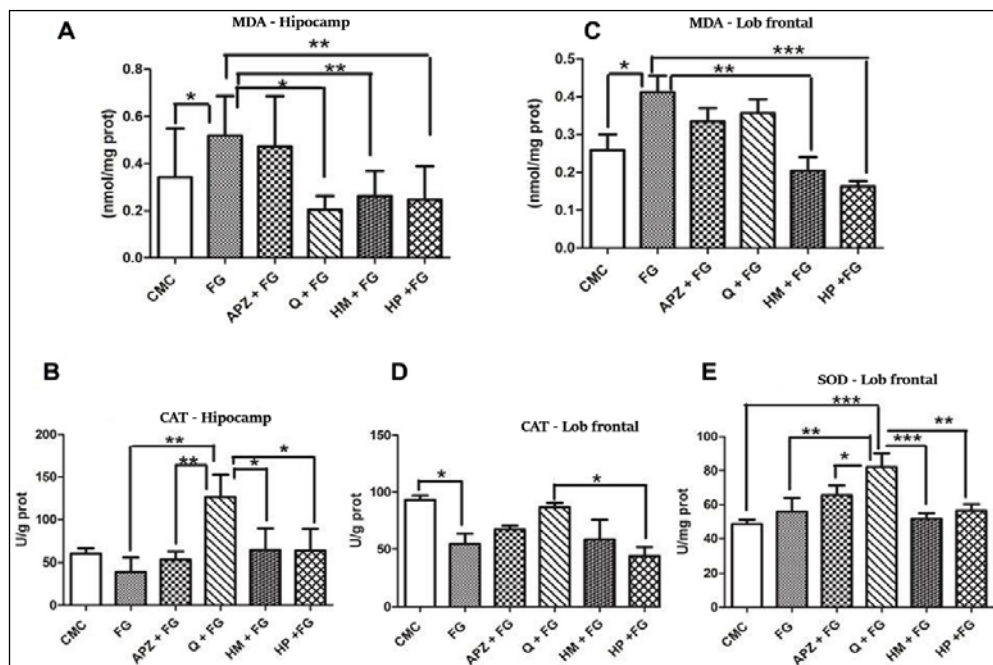 A
MDA - Hipocamp
**
**
*
*
0.8
0.6
0.4
0.2
0.0
(nmol/mg prot)
CMC
FG
APZ + FG
Q + FG
HM + FG
HP +FG
C
MDA - Lob frontal
***
*
**
0.5
0.4
0.3
0.2
0.1
0.0
(nmol/mg prot)
CMC
FG
APZ + FG
Q + FG
HM + FG
HP +FG
B
CAT - Hipocamp
**
*
**
*
200
150
100
50
0
U/g prot
CMC
FG
APZ + FG
Q + FG
HM + FG
HP +FG
D
CAT - Lob frontal
*
*
100
50
0
U/g prot
CMC
FG
APZ + FG
Q + FG
HM + FG
HP +FG
E
SOD - Lob frontal
***
**
**
***
*
100
80
60
40
20
0
U/mg prot
CMC
FG
APZ + FG
Q + FG
HM + FG
HP+FG